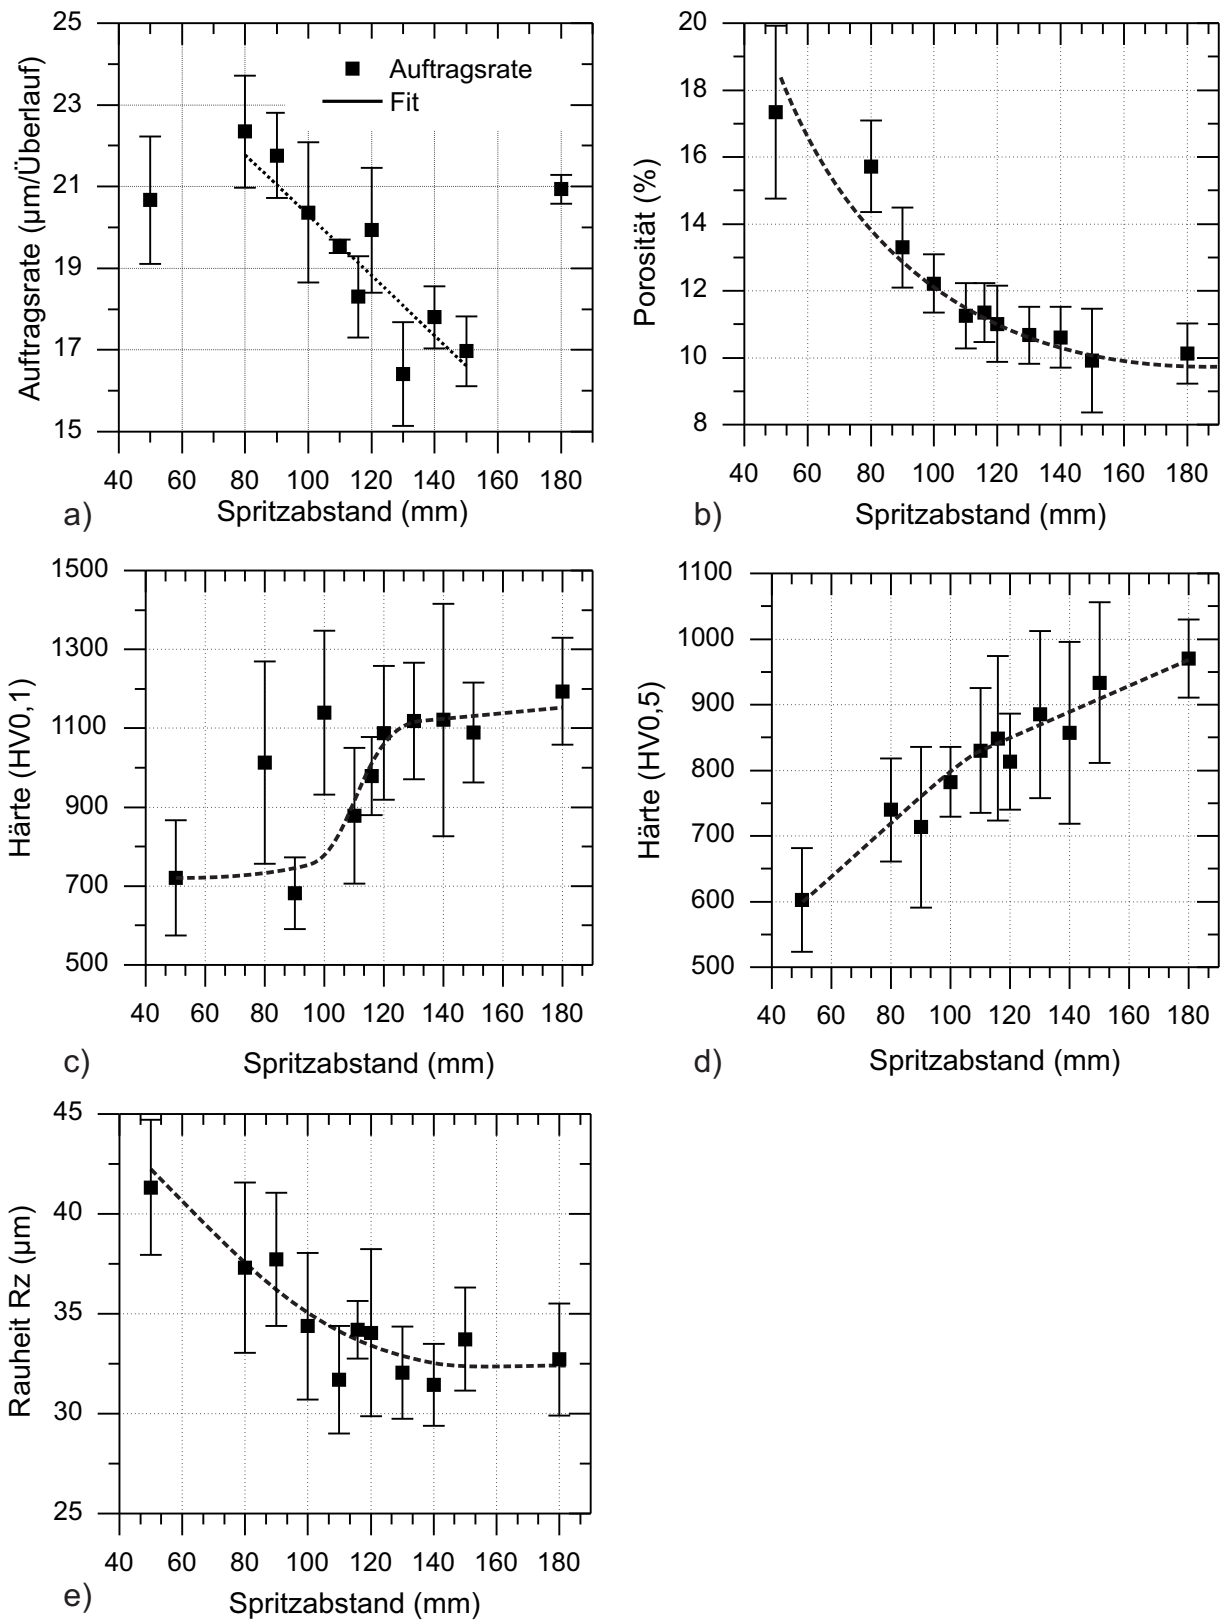 25
23
21
19
17
15
Auftragsrate (µm/Überlauf)
Auftragsrate
Fit
40 60 80 100 120 140 160 180
a) Spritzabstand (mm)
20
18
16
14
12
10
8
Porosität (%)
40 60 80 100 120 140 160 180
b) Spritzabstand (mm)
1500
1300
1100
900
700
500
Härte (HV0,1)
40 60 80 100 120 140 160 180
c) Spritzabstand (mm)
1100
1000
900
800
700
600
500
Härte (HV0,5)
40 60 80 100 120 140 160 180
d) Spritzabstand (mm)
45
40
35
30
25
Rauheit Rz (µm)
40 60 80 100 120 140 160 180
e) Spritzabstand (mm)